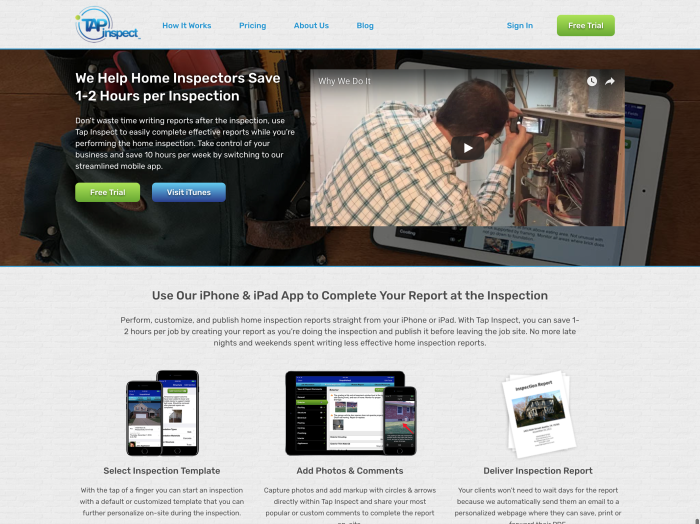 TAP inspect
How It Works
Pricing
About Us
Blog
Sign In
Free Trial
We Help Home Inspectors Save
1-2 Hours per Inspection
Don't waste time writing reports after the inspection, use
Tap Inspect to easily complete effective reports while you're
performing the home inspection. Take control of your
business and save 10 hours per week by switching to our
streamlined mobile app.
Free Trial
Visit iTunes
Why We Do It
Use Our iPhone & iPad App to Complete Your Report at the Inspection
Perform, customize, and publish home inspection reports straight from your iPhone or iPad. With Tap Inspect, you can save 1-
2 hours per job by creating your report as you're doing the inspection and publish it before leaving the job site. No more late
nights and weekends spent writing less effective home inspection reports.
Inspection Report
Select Inspection Template
With the tap of a finger you can start an inspection
with a default or customized template that you can
further personalize on-site during the inspection.
Add Photos & Comments
Capture photos and add markup with circles & arrows
directly within Tap Inspect and share your most
popular or custom comments to complete the report
on-site.
Deliver Inspection Report
Your clients won't need to wait days for the report
because we automatically send them an email to a
personalized webpage where they can save, print or
forward their PDF.